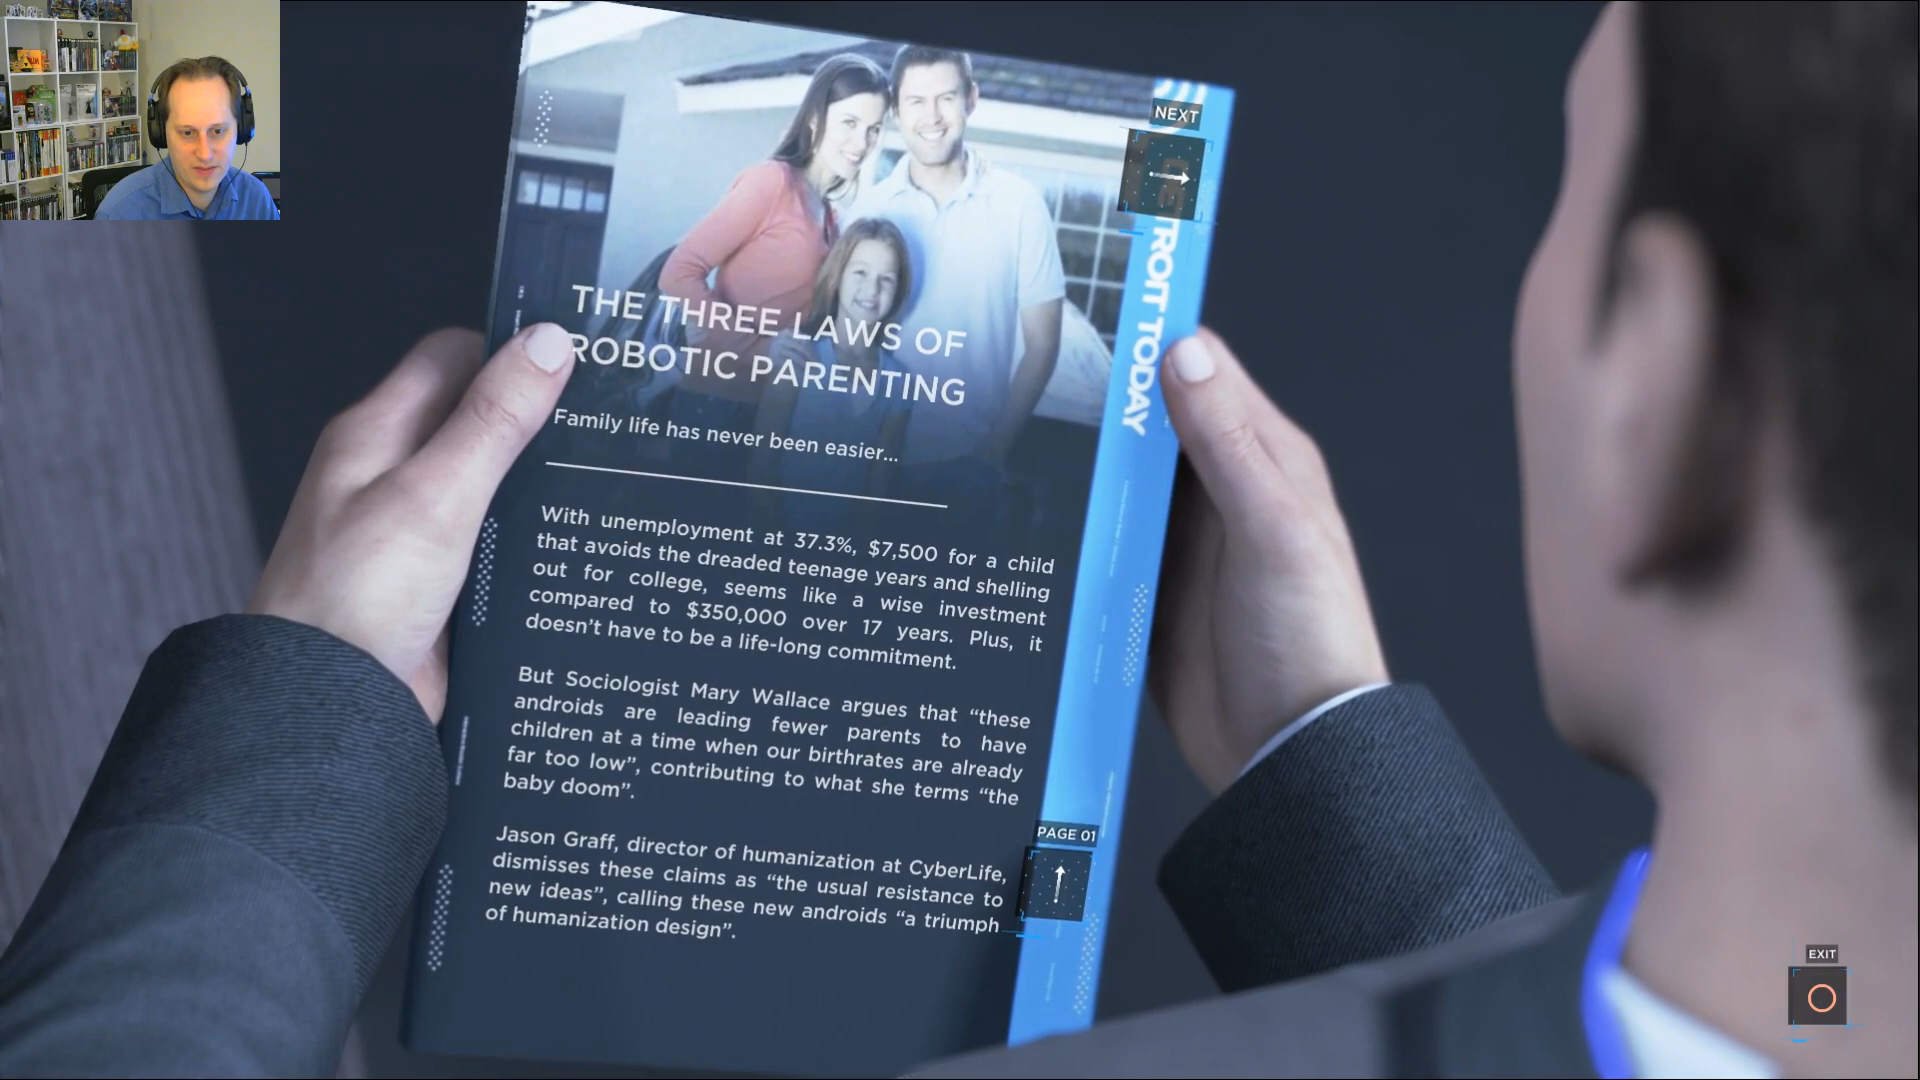 NEXT
TROIT TODAY
THE THREE LAWS OF
ROBOTIC PARENTING
Family life has never been easier...
With unemployment at 37.3%, $7,500 for a child
that avoids the dreaded teenage years and shelling
out for college, seems like a wise investment
compared to $350,000 over 17 years. Plus, it
doesn't have to be a life-long commitment.
But Sociologist Mary Wallace argues that “these
androids are leading fewer parents to have
children at a time when our birthrates are already
far too low”, contributing to what she terms “the
baby doom”.
Jason Graff, director of humanization at CyberLife,
dismisses these claims as “the usual resistance to
new ideas”, calling these new androids “a triumph
of humanization design”.
PAGE 01
EXIT